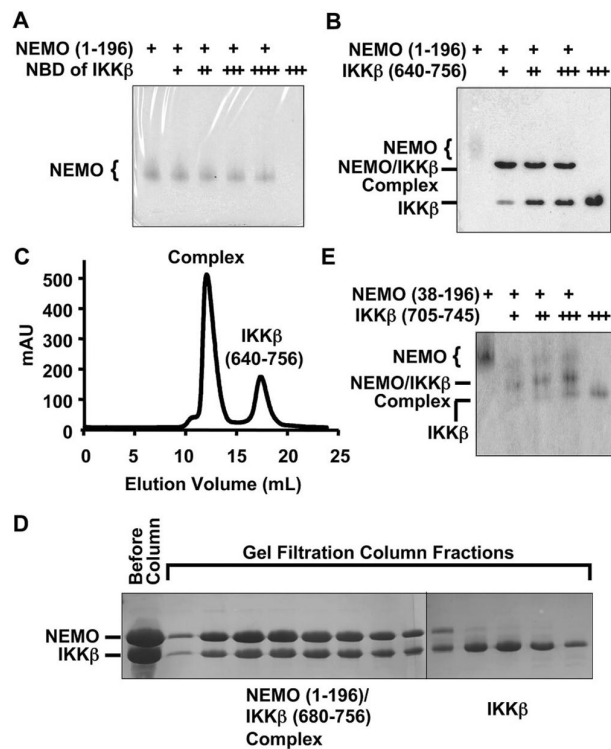 A
NEMO (1-196) + + + + +
NBD of IKKβ + ++ +++ ++++ +++
NEMO {
B
NEMO (1-196) + + + +
IKKβ (640-756) + ++ +++ +++
NEMO {
NEMO/IKKβ
Complex
IKKβ
C
Complex
IKKβ
(640-756)
mAU
500
400
300
200
100
0
0 5 10 15 20 25
Elution Volume (mL)
E
NEMO (38-196) + + + +
IKKβ (705-745) + ++ +++ +++
NEMO {
NEMO/IKKβ
Complex
IKKβ
D
Before
Column
Gel Filtration Column Fractions
NEMO
IKKβ
NEMO (1-196)/
IKKβ (680-756)
Complex
IKKβ